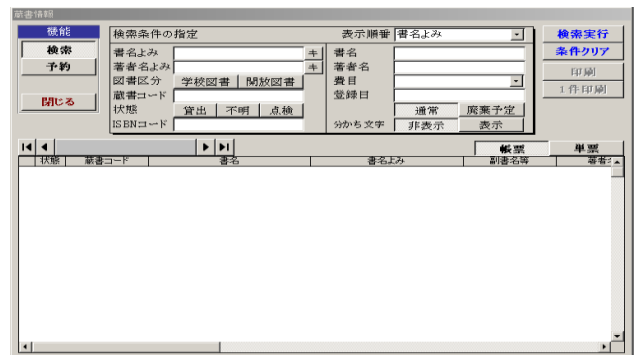 蔵書情報
機能
検索
予約
閉じる
検索条件の指定 表示順番 書名よみ
書名よみ キ 書名
著者名よみ キ 著者名
図書区分 学校図書 開放図書 費目
蔵書コード 登録日
状態 貸出 不明 点検 通常 廃棄予定
ISBNコード 分かち文字 非表示 表示
検索実行
条件クリア
印刷
1件印刷
帳票 単票
状態 蔵書コード 書名 書名よみ 副書名等 著者